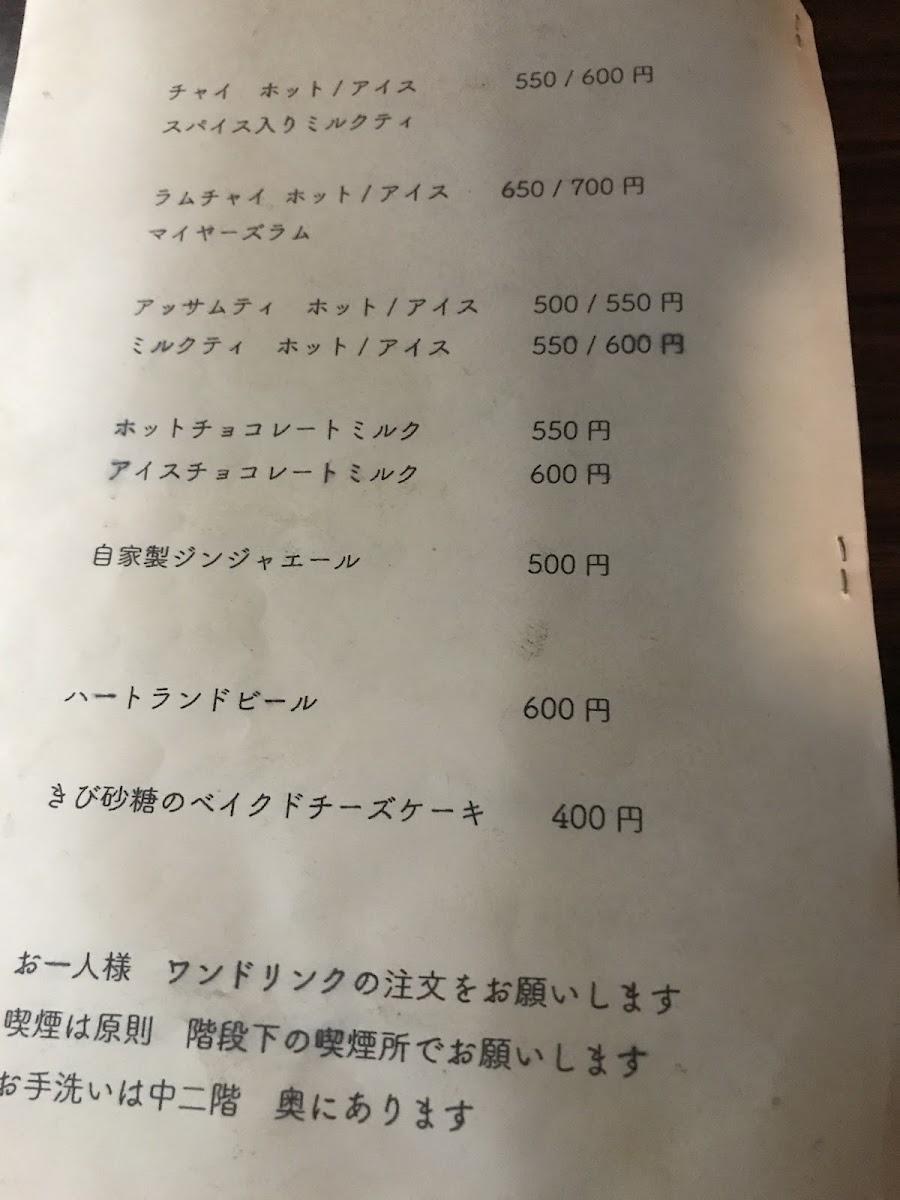 チャイ　ホット / アイス　550 / 600 円
スパイス入りミルクティ
ラムチャイ ホット / アイス　650 / 700 円
マイヤーズラム
アッサムティ　ホット / アイス　500 / 550 円
ミルクティ　ホット / アイス　550 / 600 円
ホットチョコレートミルク　550 円
アイスチョコレートミルク　600 円
自家製ジンジャエール　500 円
ハートランドビール　600 円
きび砂糖のベイクドチーズケーキ　400 円
お一人様　ワンドリンクの注文をお願いします
喫煙は原則　階段下の喫煙所でお願いします
お手洗いは中二階　奥にあります